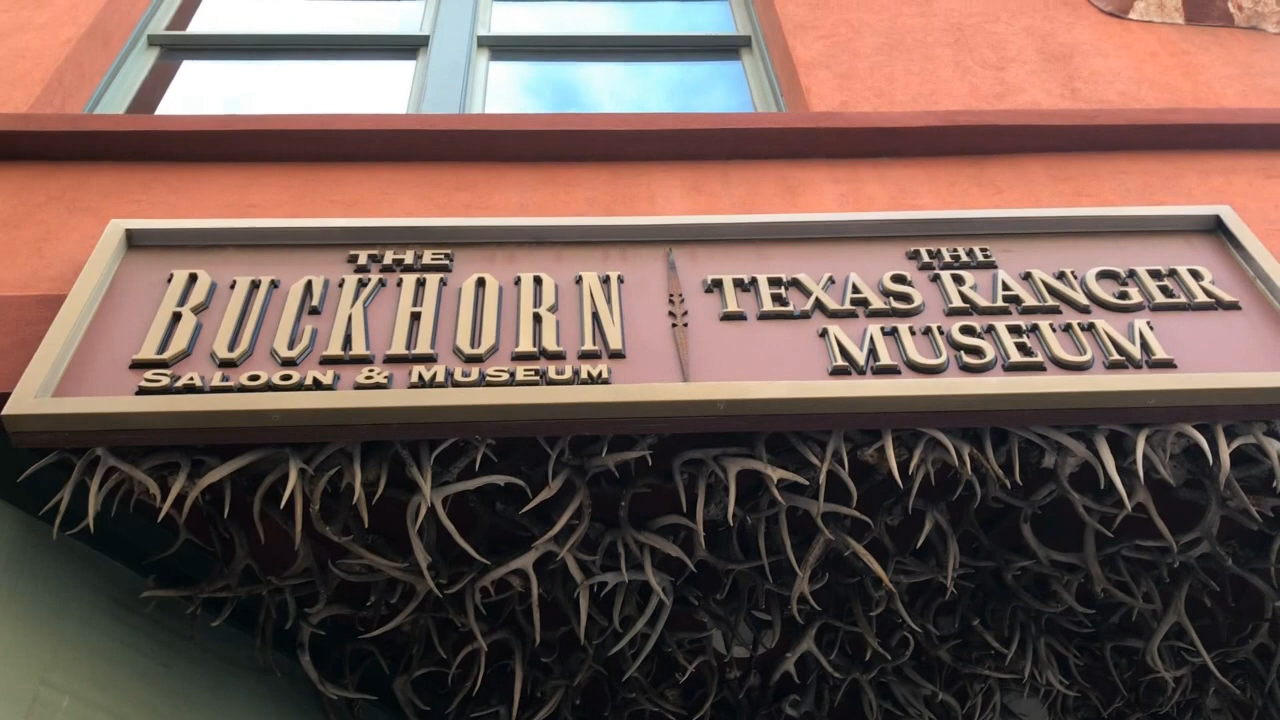 THE
BUCKHORN
SALOON & MUSEUM
THE
TEXAS RANGER
MUSEUM